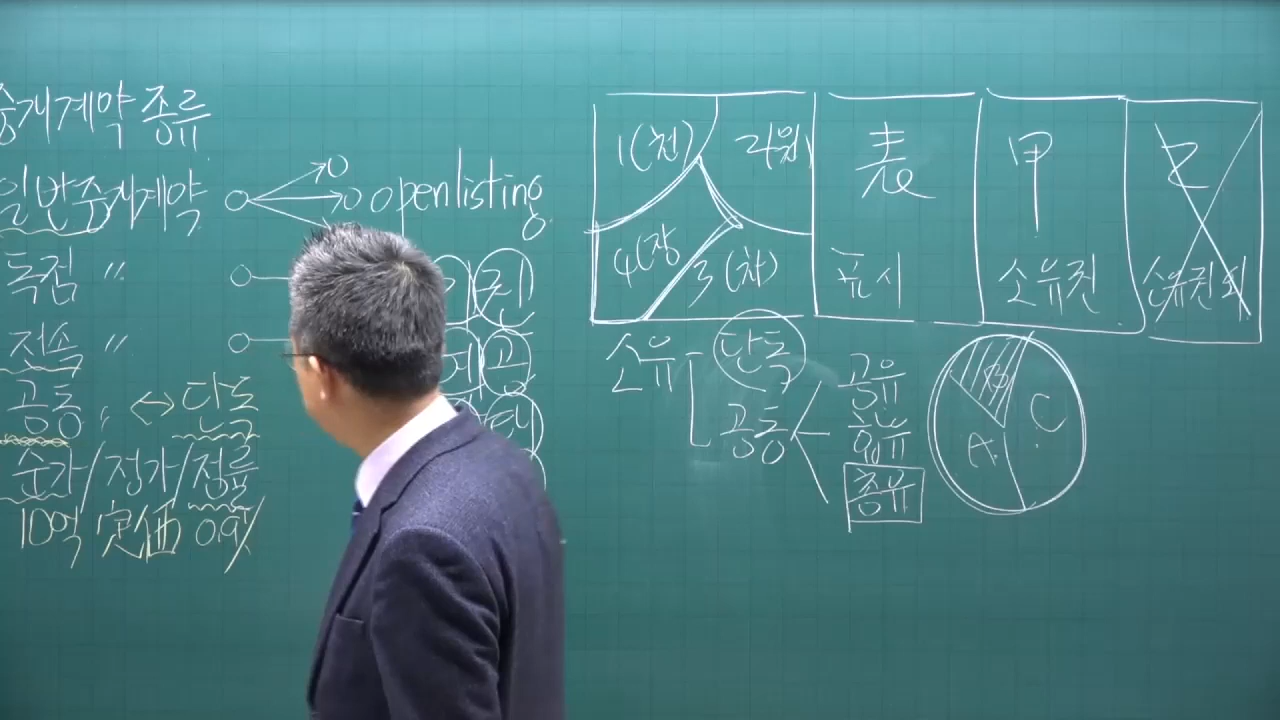 중개계약 종류
일반중개계약 openlisting
독점 〃
진
전속 〃
공
공동 〃 ↔ 단독
순가/정가/정률
10억 定価 0.9%
1(전) 2(월)
4(장 3(차)
表
표시
甲
소유권
乙
소유권 외
소유 단독
공동
공유
합유
총유
B
A
C